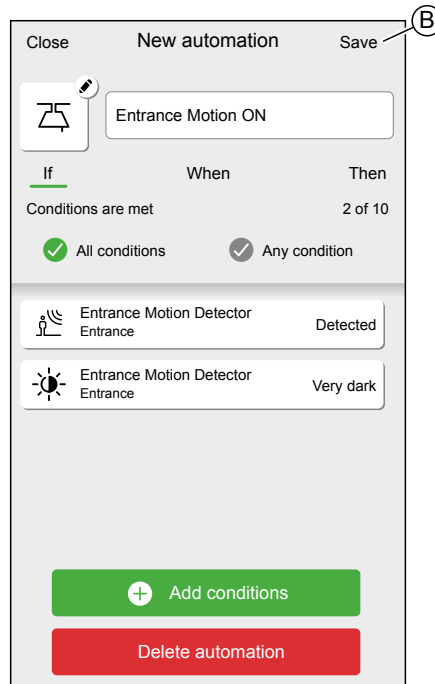 B
Close New automation Save
Entrance Motion ON
If When Then
Conditions are met 2 of 10
All conditions Any condition
Entrance Motion Detector
Entrance
Detected
Entrance Motion Detector
Entrance
Very dark
Add conditions
Delete automation